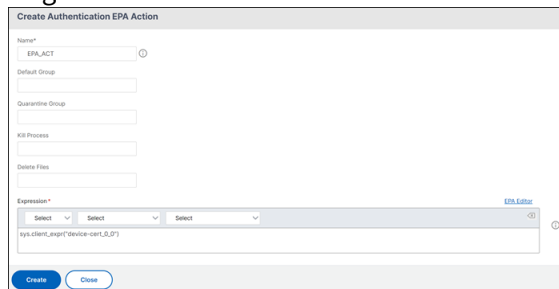 Create Authentication EPA Action
Name*
EPA_ACT
Default Group
Quarantine Group
Kill Process
Delete Files
Expression* EPA Editor
Select Select Select
sys.client_expr("device-cert_0_0")
Create Close